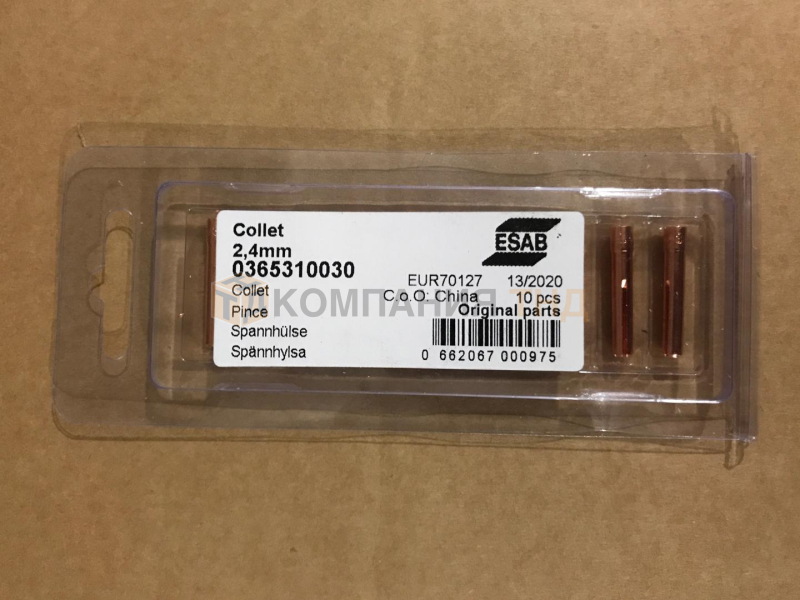 Collet
2,4mm
0365310030
Collet
Pince
Spannhülse
Spännhylsa
ESAB
EUR70127 13/2020
C.o.O: China 10 pcs
Original parts
0 662067 000975
КОМПАНИЯ ТД